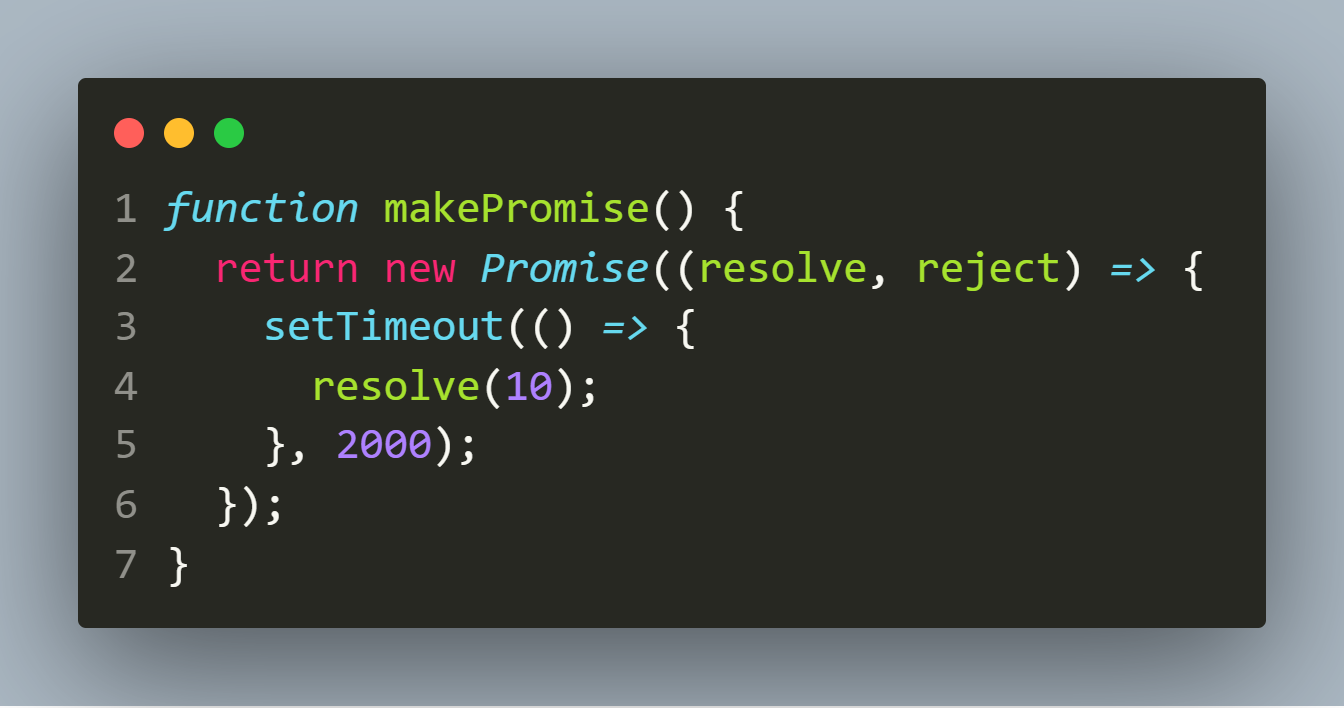 1 function makePromise() {
2   return new Promise((resolve, reject) => {
3     setTimeout(() => {
4       resolve(10);
5     }, 2000);
6   });
7 }